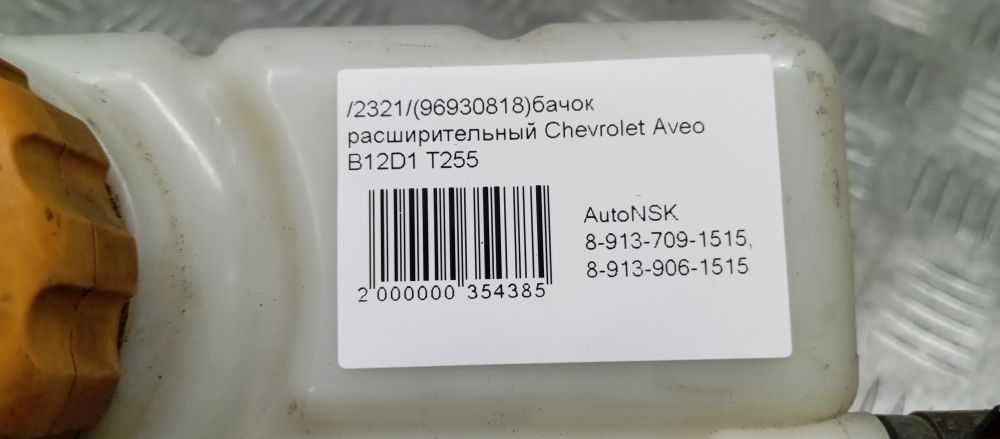 /2321/(96930818)бачок
расширительный Chevrolet Aveo
B12D1 T255
AutoNSK
8-913-709-1515,
8-913-906-1515
2 000000 354385